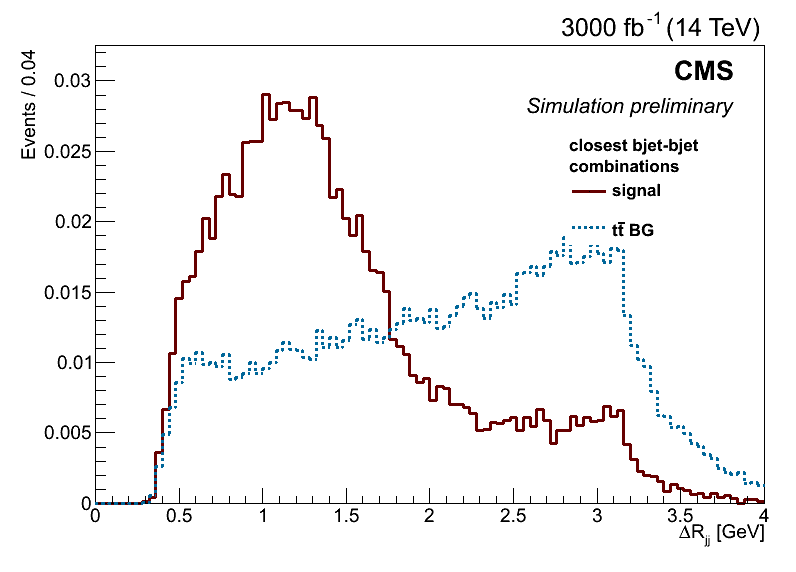 3000 fb⁻¹ (14 TeV)
CMS
Simulation preliminary
closest bjet-bjet
combinations
signal
tt̄ BG
Events / 0.04
0.03
0.025
0.02
0.015
0.01
0.005
0
0 0.5 1 1.5 2 2.5 3 3.5 4
ΔRjj [GeV]